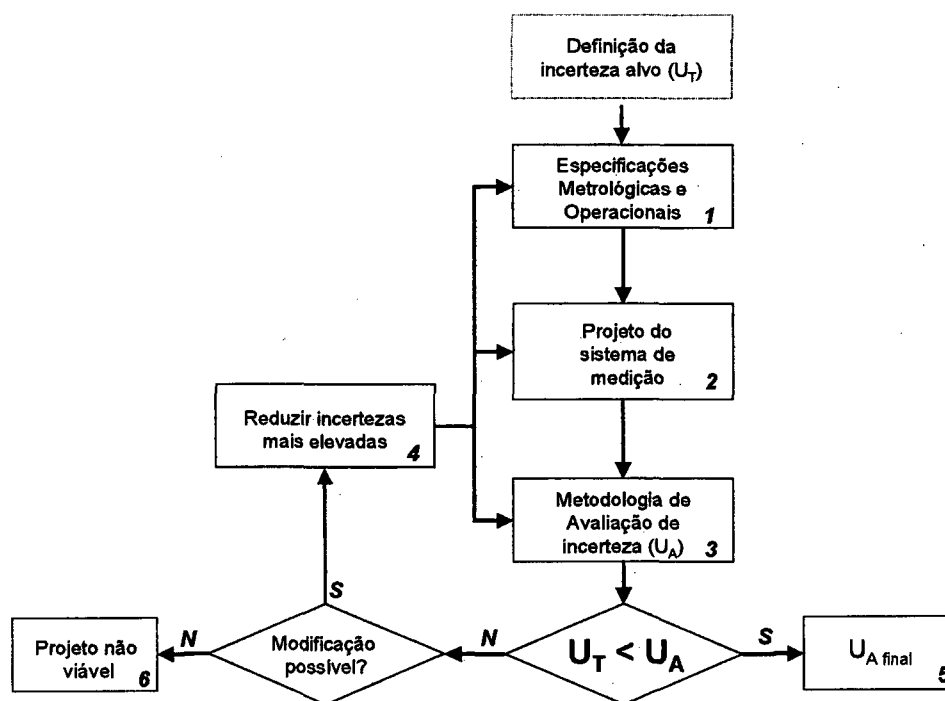 Definição da
incerteza alvo (U_T)
Especificações
Metrológicas e
Operacionais
1
Projeto do
sistema de
medição
2
Reduzir incertezas
mais elevadas
4
Metodologia de
Avaliação de
incerteza (U_A)
3
S
Projeto não
viável
6
N
Modificação
possível?
N
U_T < U_A
S
U_A final
5